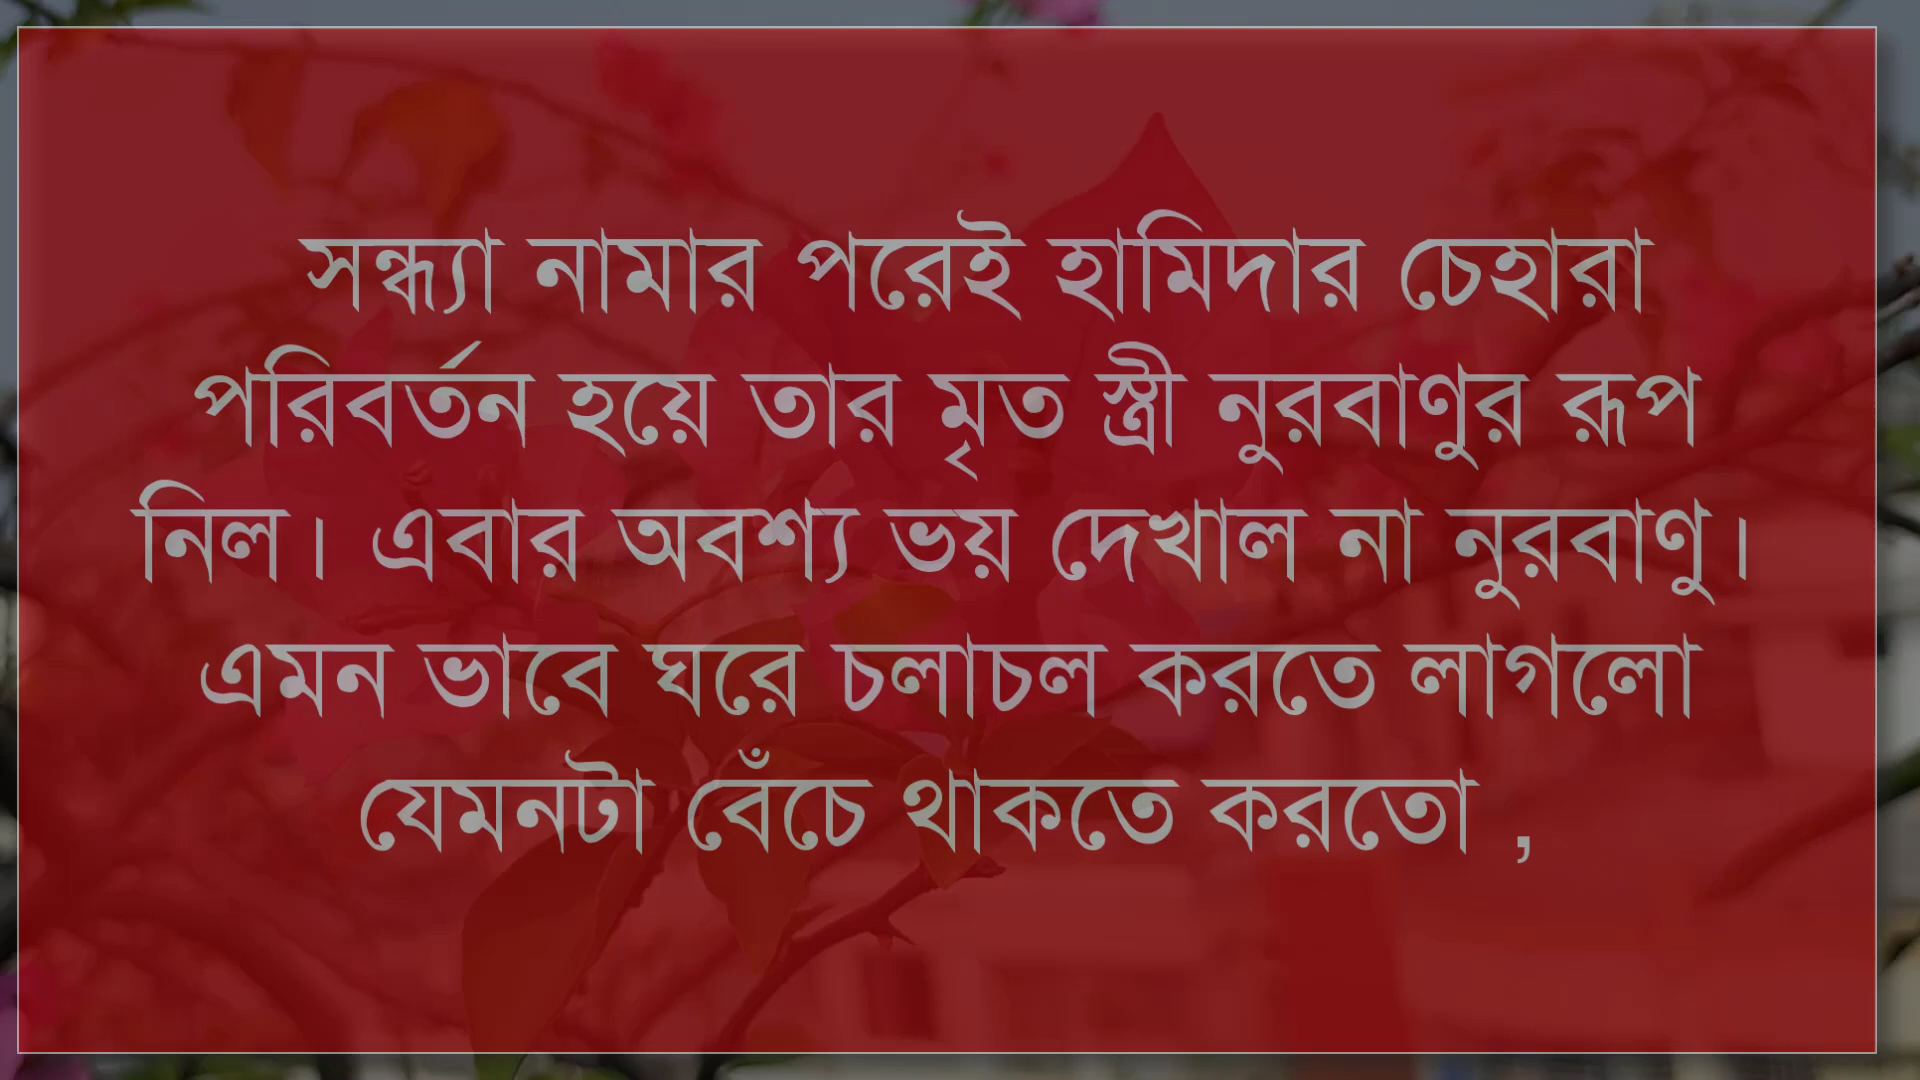 সন্ধ্যা নামার পরেই হামিদার চেহারা
পরিবর্তন হয়ে তার মৃত স্ত্রী নুরবাণুর রূপ
নিল। এবার অবশ্য ভয় দেখাল না নুরবাণু।
এমন ভাবে ঘরে চলাচল করতে লাগলো
যেমনটা বেঁচে থাকতে করতো ,